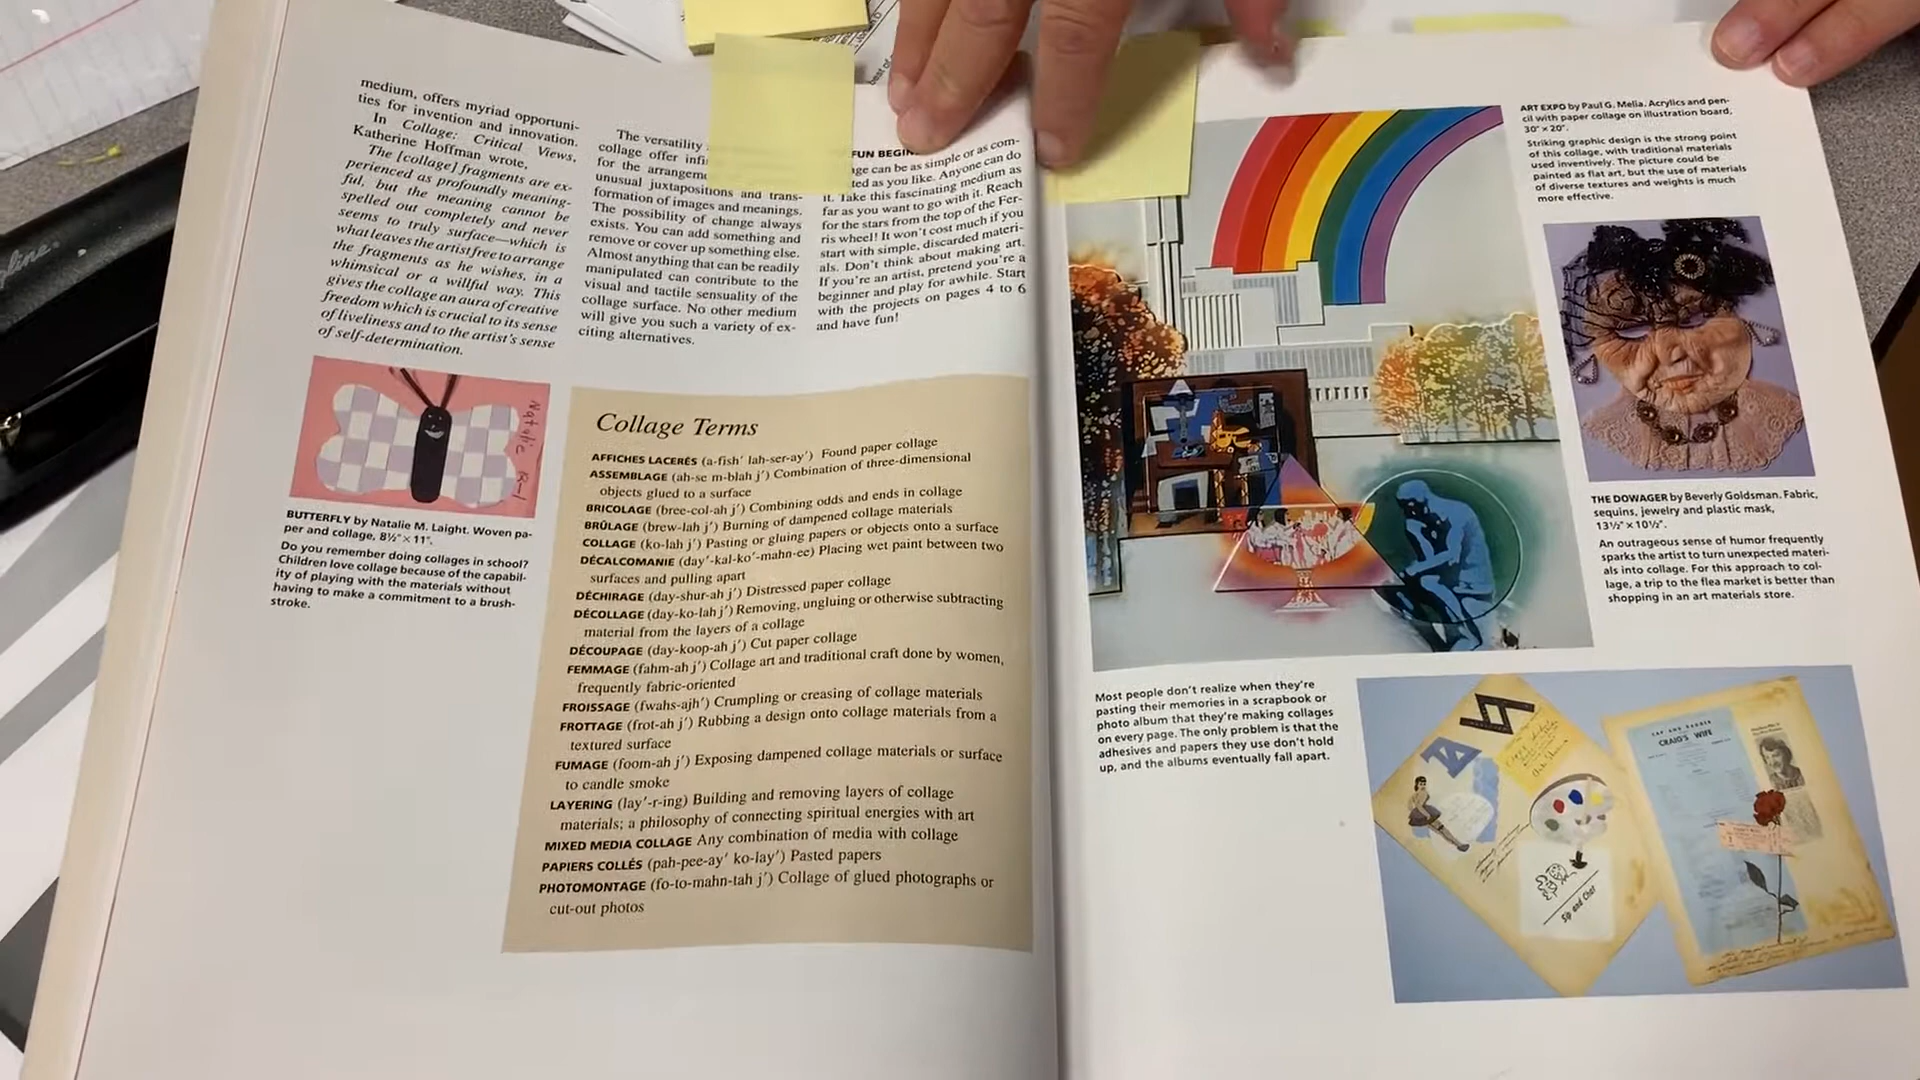 medium, offers myriad opportuni-
ties for invention and innovation.
In Collage: Critical Views,
Katherine Hoffman wrote,
The [collage] fragments are ex-
perienced as profoundly meaning-
ful, but the meaning cannot be
spelled out completely and never
seems to truly surface—which is
what leaves the artist free to arrange
the fragments as he wishes, in a
whimsical or a willful way. This
gives the collage an aura of creative
freedom which is crucial to its sense
of liveliness and to the artist's sense
of self-determination.
The versatility
collage offer
for the
unusual juxtapositions and trans-
formation of images and meanings.
The possibility of change always
exists. You can add something and
remove or cover up something else.
Almost anything that can be readily
manipulated can contribute to the
visual and tactile sensuality of the
collage surface. No other medium
will give you such a variety of ex-
citing alternatives.
FUN
can be as simple or as com-
as you like. Anyone can do
it. Take this fascinating medium as
far as you want to go with it. Reach
for the stars from the top of the Fer-
ris wheel! It won't cost much if you
start with simple, discarded materi-
als. Don't think about making art.
If you're an artist, pretend you're a
beginner and play for awhile. Start
with the projects on pages 4 to 6
and have fun!
BUTTERFLY by Natalie M. Laight. Woven pa-
per and collage, 8½" × 11".
Do you remember doing collages in school?
Children love collage because of the capabil-
ity of playing with the materials without
having to make a commitment to a brush-
stroke.
Collage Terms
AFFICHES LACERÉS (a-fish' lah-ser-ay') Found paper collage
ASSEMBLAGE (ah-se m-blah j') Combination of three-dimensional
objects glued to a surface
BRICOLAGE (bree-col-ah j') Combining odds and ends in collage
BRÛLAGE (brew-lah j') Burning of dampened collage materials
COLLAGE (ko-lah j') Pasting or gluing papers or objects onto a surface
DÉCALCOMANIE (day'-kal-ko'-mahn-ee) Placing wet paint between two
surfaces and pulling apart
DÉCHIRAGE (day-shur-ah j') Distressed paper collage
DÉCOLLAGE (day-ko-lah j') Removing, ungluing or otherwise subtracting
material from the layers of a collage
DÉCOUPAGE (day-koop-ah j') Cut paper collage
FEMMAGE (fahm-ah j') Collage art and traditional craft done by women,
frequently fabric-oriented
FROISSAGE (fwahs-ajh') Crumpling or creasing of collage materials
FROTTAGE (frot-ah j') Rubbing a design onto collage materials from a
textured surface
FUMAGE (foom-ah j') Exposing dampened collage materials or surface
to candle smoke
LAYERING (lay'-r-ing) Building and removing layers of collage
materials; a philosophy of connecting spiritual energies with art
MIXED MEDIA COLLAGE Any combination of media with collage
PAPIERS COLLÉS (pah-pee-ay' ko-lay') Pasted papers
PHOTOMONTAGE (fo-to-mahn-tah j') Collage of glued photographs or
cut-out photos
ART EXPO by Paul G. Melia. Acrylics and pen-
cil with paper collage on illustration board,
30" × 20".
Striking graphic design is the strong point
of this collage, with traditional materials
used inventively. The picture could be
painted as flat art, but the use of materials
of diverse textures and weights is much
more effective.
THE DOWAGER by Beverly Goldsman. Fabric,
sequins, jewelry and plastic mask,
13½" × 10½".
An outrageous sense of humor frequently
sparks the artist to turn unexpected materi-
als into collage. For this approach to col-
lage, a trip to the flea market is better than
shopping in an art materials store.
Most people don't realize when they're
pasting their memories in a scrapbook or
photo album that they're making collages
on every page. The only problem is that the
adhesives and papers they use don't hold
up, and the albums eventually fall apart.
CRAIG'S WIFE
Sip and Chat